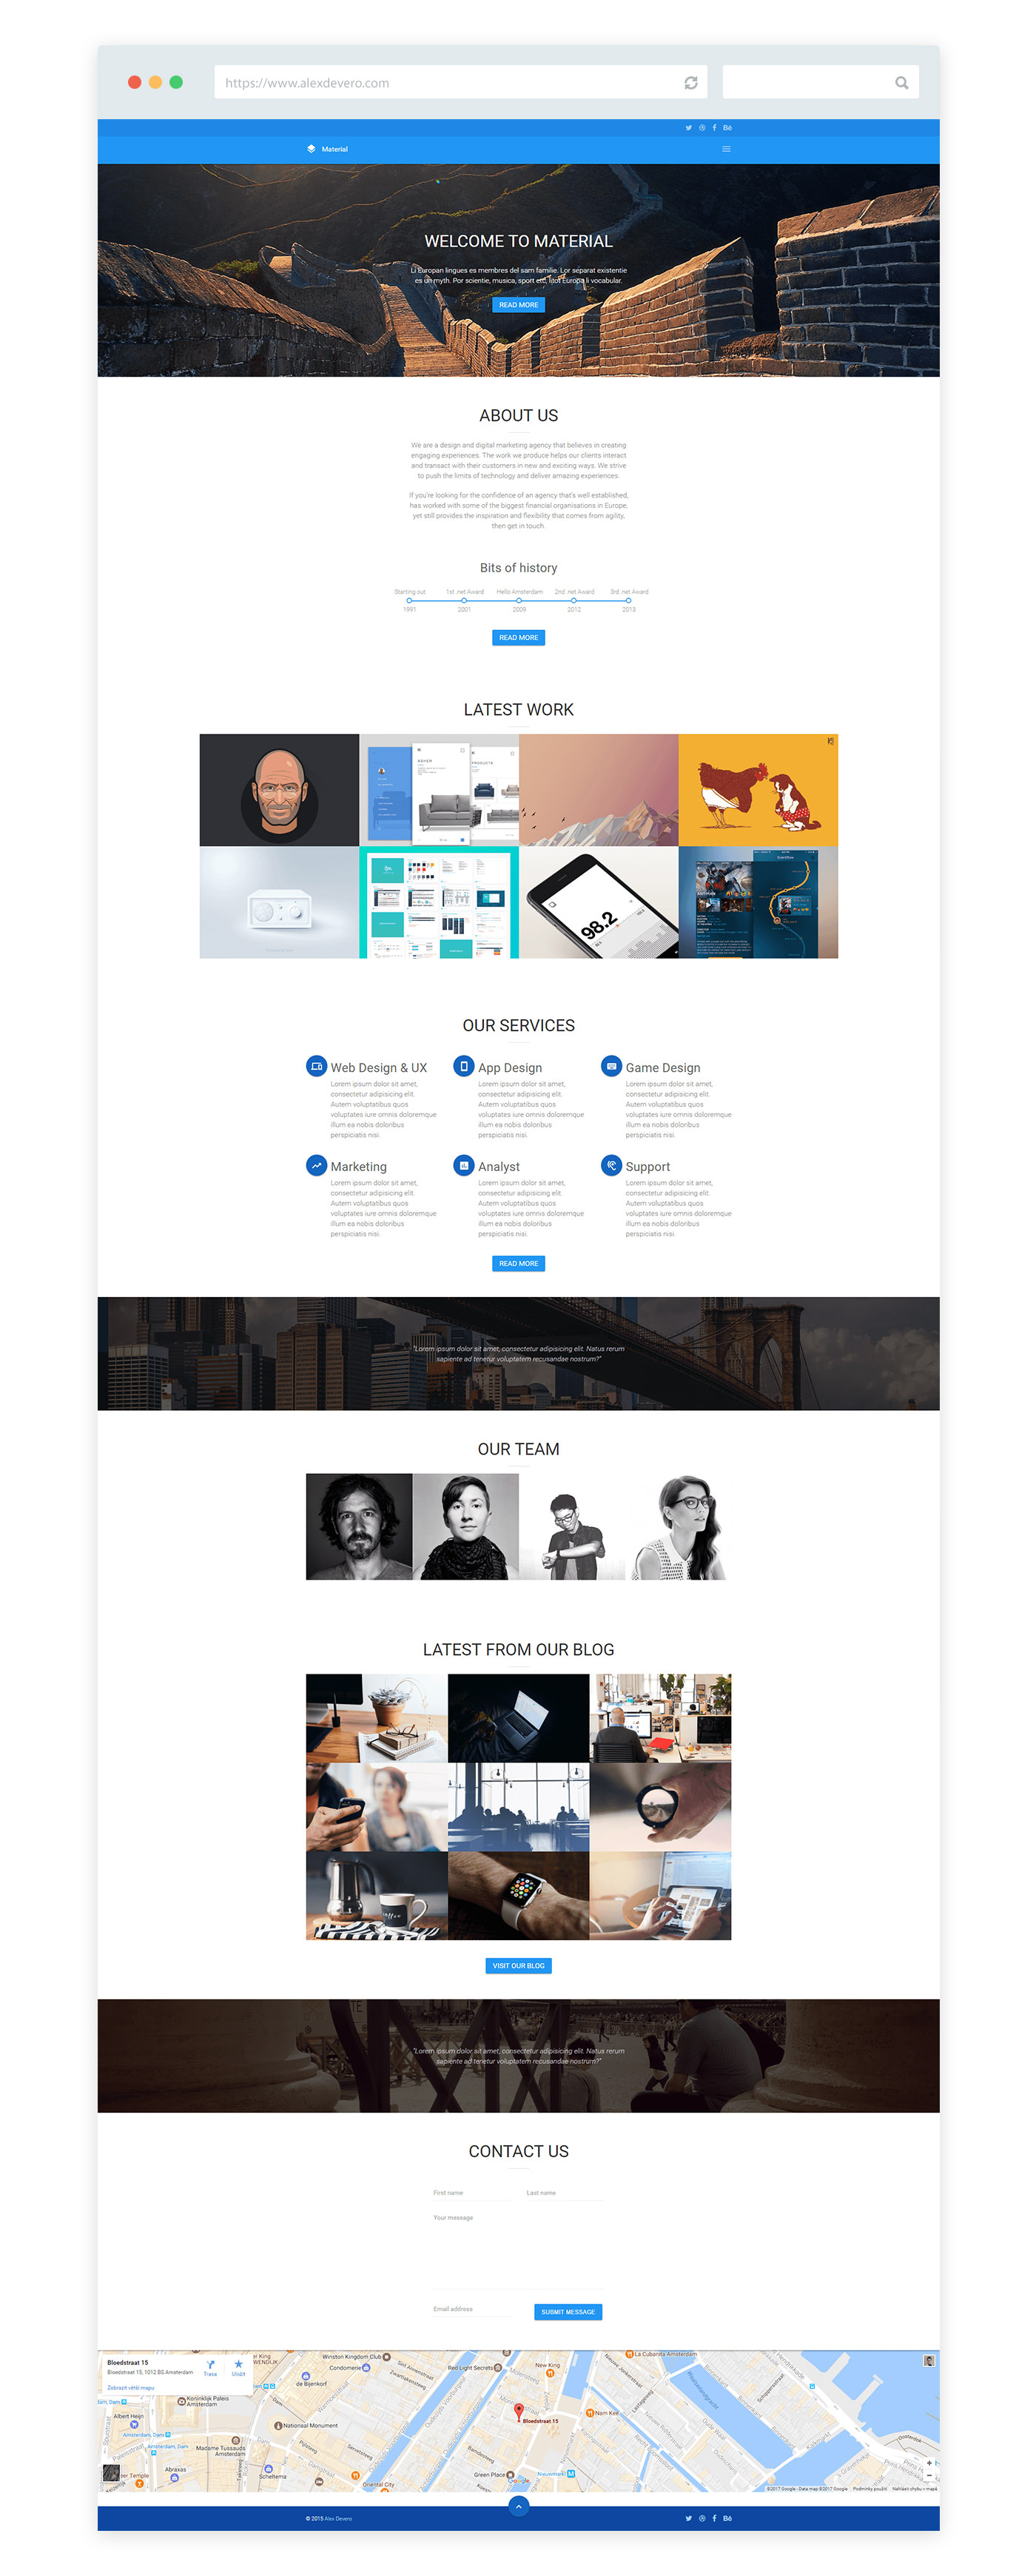 https://www.alexdevero.com
Bē
Material
WELCOME TO MATERIAL
Li Europan lingues es membres del sam familie. Lor separat existentie
es un myth. Por scientie, musica, sport etc, litot Europa li vocabular.
READ MORE
ABOUT US
We are a design and digital marketing agency that believes in creating
engaging experiences. The work we produce helps our clients interact
and transact with their customers in new and exciting ways. We strive
to push the limits of technology and deliver amazing experiences.
If you're looking for the confidence of an agency that's well established,
has worked with some of the biggest financial organisations in Europe,
yet still provides the inspiration and flexibility that comes from agility,
then get in touch.
Bits of history
Starting out 1st .net Award Hello Amsterdam 2nd .net Award 3rd .net Award
1991 2001 2009 2012 2013
READ MORE
LATEST WORK
ASHER
PRODUCTS
98.2
OUR SERVICES
Web Design & UX
Lorem ipsum dolor sit amet,
consectetur adipisicing elit.
Autem voluptatibus quos
voluptates iure omnis doloremque
illum ea nobis doloribus
perspiciatis nisi.
App Design
Lorem ipsum dolor sit amet,
consectetur adipisicing elit.
Autem voluptatibus quos
voluptates iure omnis doloremque
illum ea nobis doloribus
perspiciatis nisi.
Game Design
Lorem ipsum dolor sit amet,
consectetur adipisicing elit.
Autem voluptatibus quos
voluptates iure omnis doloremque
illum ea nobis doloribus
perspiciatis nisi.
Marketing
Lorem ipsum dolor sit amet,
consectetur adipisicing elit.
Autem voluptatibus quos
voluptates iure omnis doloremque
illum ea nobis doloribus
perspiciatis nisi.
Analyst
Lorem ipsum dolor sit amet,
consectetur adipisicing elit.
Autem voluptatibus quos
voluptates iure omnis doloremque
illum ea nobis doloribus
perspiciatis nisi.
Support
Lorem ipsum dolor sit amet,
consectetur adipisicing elit.
Autem voluptatibus quos
voluptates iure omnis doloremque
illum ea nobis doloribus
perspiciatis nisi.
READ MORE
"Lorem ipsum dolor sit amet, consectetur adipisicing elit. Natus rerum
sapiente ad tenetur voluptatem recusandae nostrum?"
OUR TEAM
LATEST FROM OUR BLOG
coffee
VISIT OUR BLOG
"Lorem ipsum dolor sit amet, consectetur adipisicing elit. Natus rerum
sapiente ad tenetur voluptatem recusandae nostrum?"
CONTACT US
First name Last name
Your message
Email address
SUBMIT MESSAGE
Bloedstraat 15
Bloedstraat 15, 1012 BS Amsterdam
Trasa
Uložit
Zobrazit větší mapu
Winston Kingdom Club
Condomerie
de Bijenkorf
Red Light Secrets
New King
La Cubanita Amsterdam
Koninklijk Paleis
Amsterdam
Albert Heijn
Nationaal Monument
Bloedstraat 15
Nam Kee
Amsterdam, Dam
Amsterdam, Dam
Madame Tussauds
Amsterdam
Abraxas
Scheltema
Oriental City
Green Place
Nieuwmarkt
Google
©2017 Google - Data map ©2017 Google Podmínky použití Nahlásit chybu v mapě
© 2015 Alex Devero
Bē